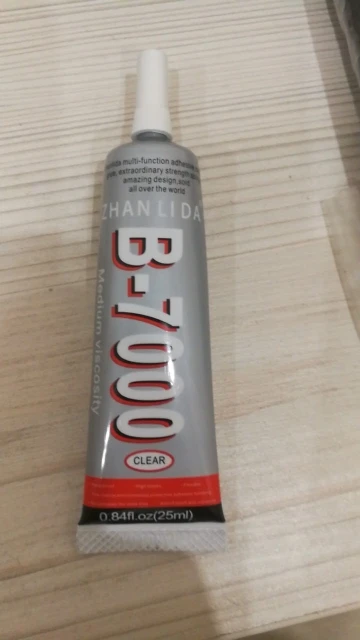 multi-function adhesive
extraordinary strength
amazing design,sold
all over the world
ZHANLIDA
B-7000
Medium viscosity
CLEAR
0.84fl.oz(25ml)